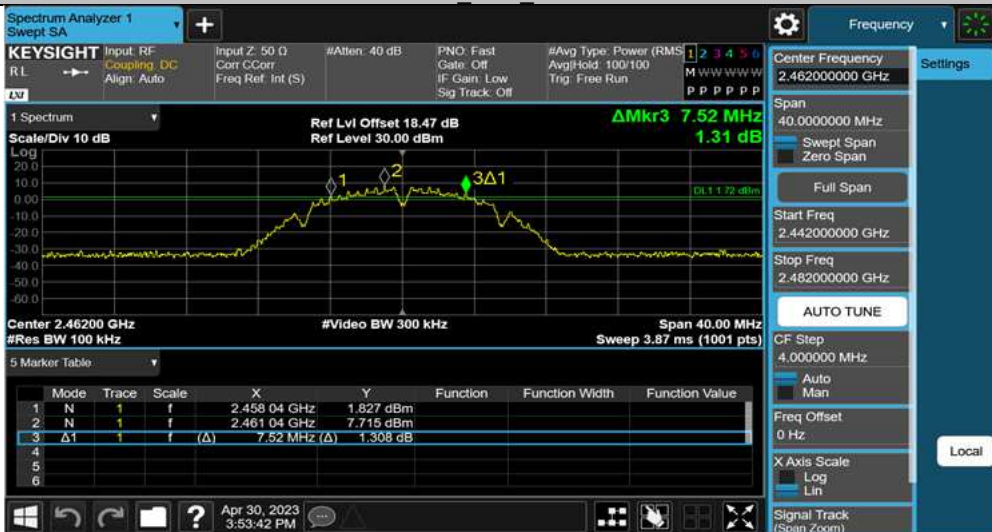 Spectrum Analyzer 1
Swept SA
+
Frequency
KEYSIGHT
RL
LXI
Input: RF
Coupling: DC
Align: Auto
Input Z: 50 Ω
Corr CCorr
Freq Ref: Int (S)
#Atten: 40 dB
PNO: Fast
Gate: Off
IF Gain: Low
Sig Track: Off
#Avg Type: Power (RMS
Avg|Hold: 100/100
Trig: Free Run
1 2 3 4 5 6
M W W W W W
P P P P P P
1 Spectrum
Scale/Div 10 dB
Ref Lvl Offset 18.47 dB
Ref Level 30.00 dBm
ΔMkr3 7.52 MHz
1.31 dB
Log
20.0
10.0
0.00
-10.0
-20.0
-30.0
-40.0
-50.0
-60.0
1
2
3Δ1
DL1 1.72 dBm
Center 2.46200 GHz
#Video BW 300 kHz
Span 40.00 MHz
#Res BW 100 kHz
Sweep 3.87 ms (1001 pts)
5 Marker Table
Mode Trace Scale X Y Function Function Width Function Value
1 N 1 f 2.458 04 GHz 1.827 dBm
2 N 1 f 2.461 04 GHz 7.715 dBm
3 Δ1 1 f (Δ) 7.52 MHz (Δ) 1.308 dB
4
5
6
Apr 30, 2023
3:53:42 PM
Center Frequency
2.462000000 GHz
Span
40.0000000 MHz
Swept Span
Zero Span
Full Span
Start Freq
2.442000000 GHz
Stop Freq
2.482000000 GHz
AUTO TUNE
CF Step
4.000000 MHz
Auto
Man
Freq Offset
0 Hz
X Axis Scale
Log
Lin
Signal Track
(Span Zoom)
Settings
Local